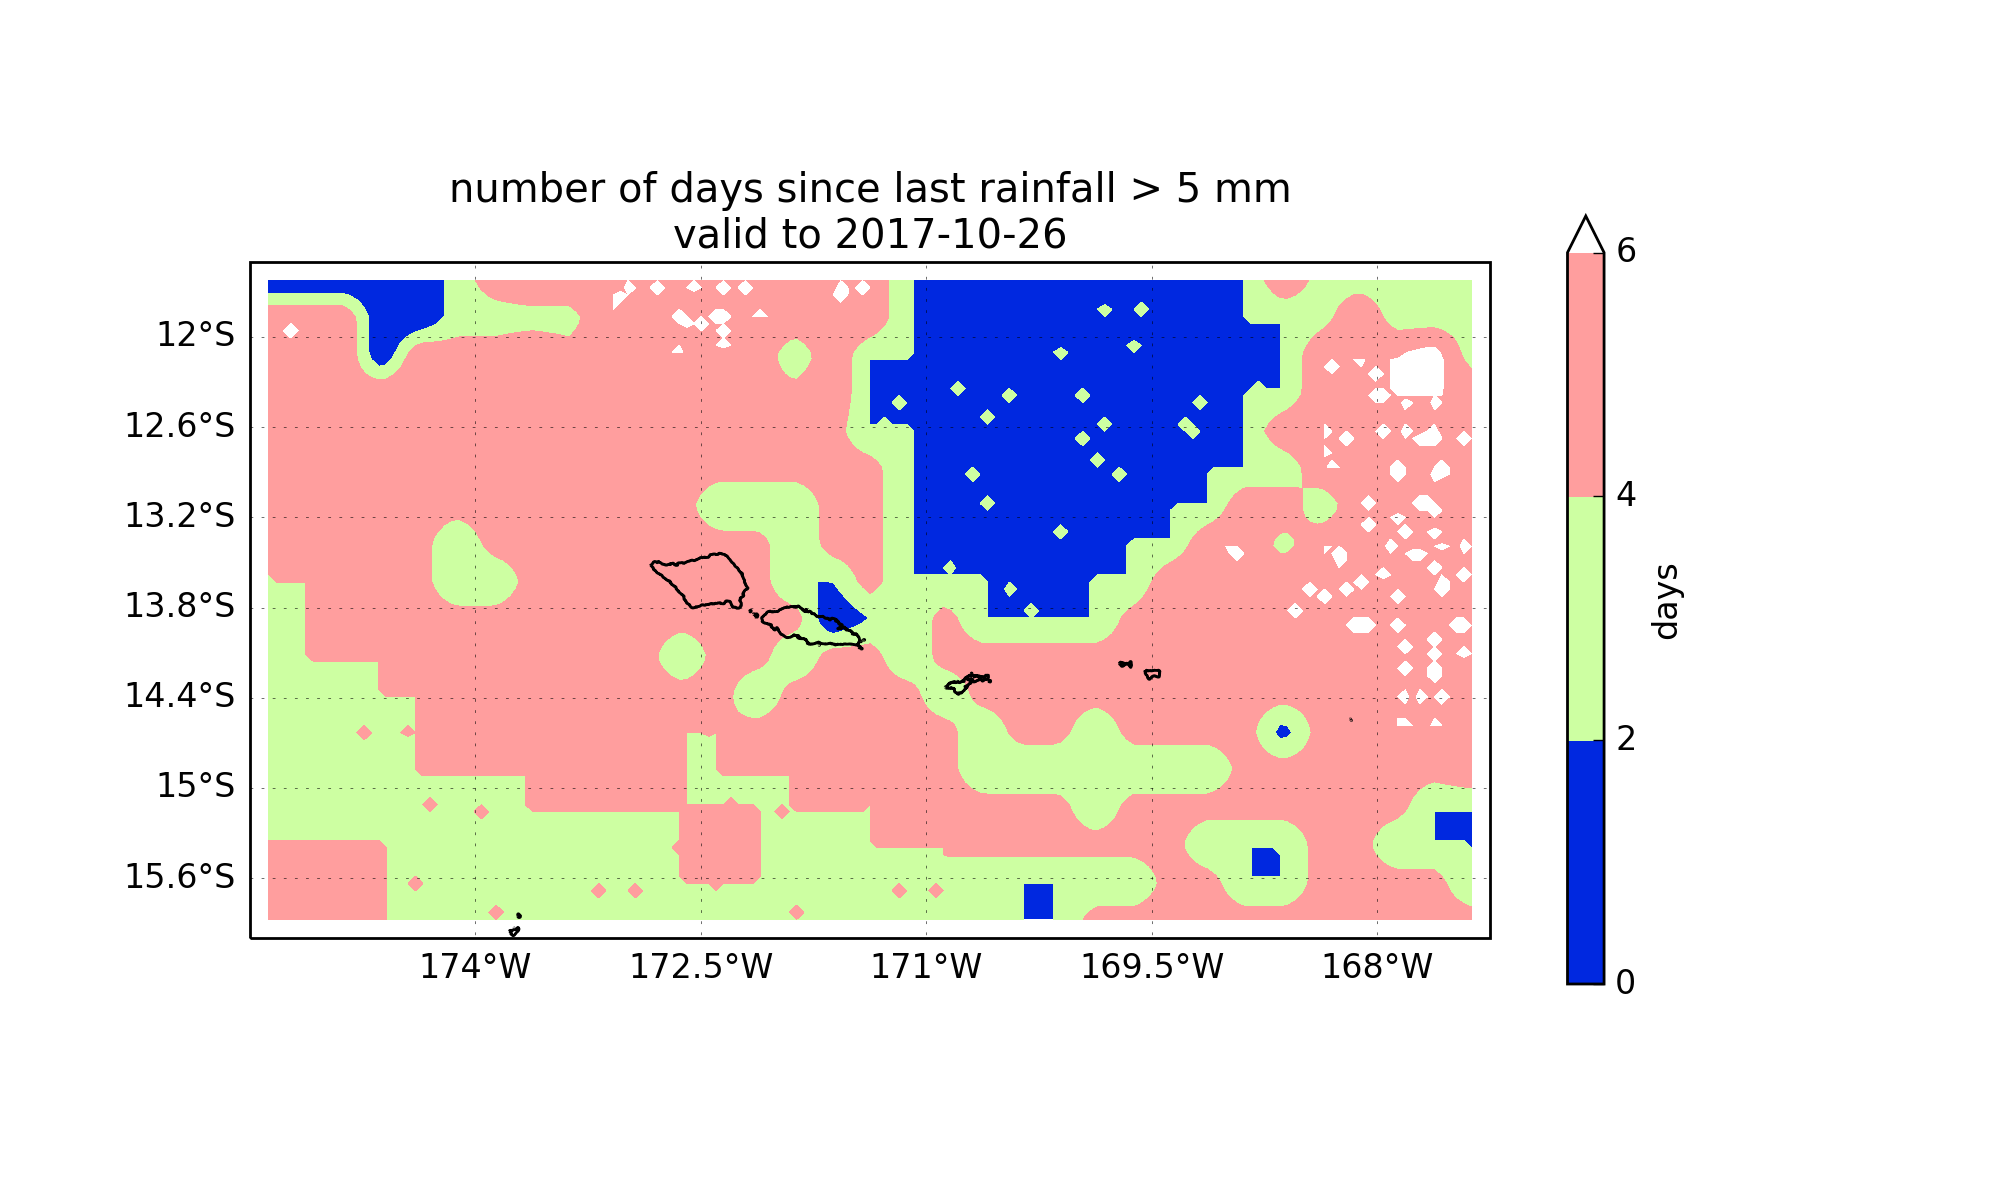 number of days since last rainfall > 5 mm
valid to 2017-10-26
12°S
12.6°S
13.2°S
13.8°S
14.4°S
15°S
15.6°S
174°W
172.5°W
171°W
169.5°W
168°W
6
4
2
0
days